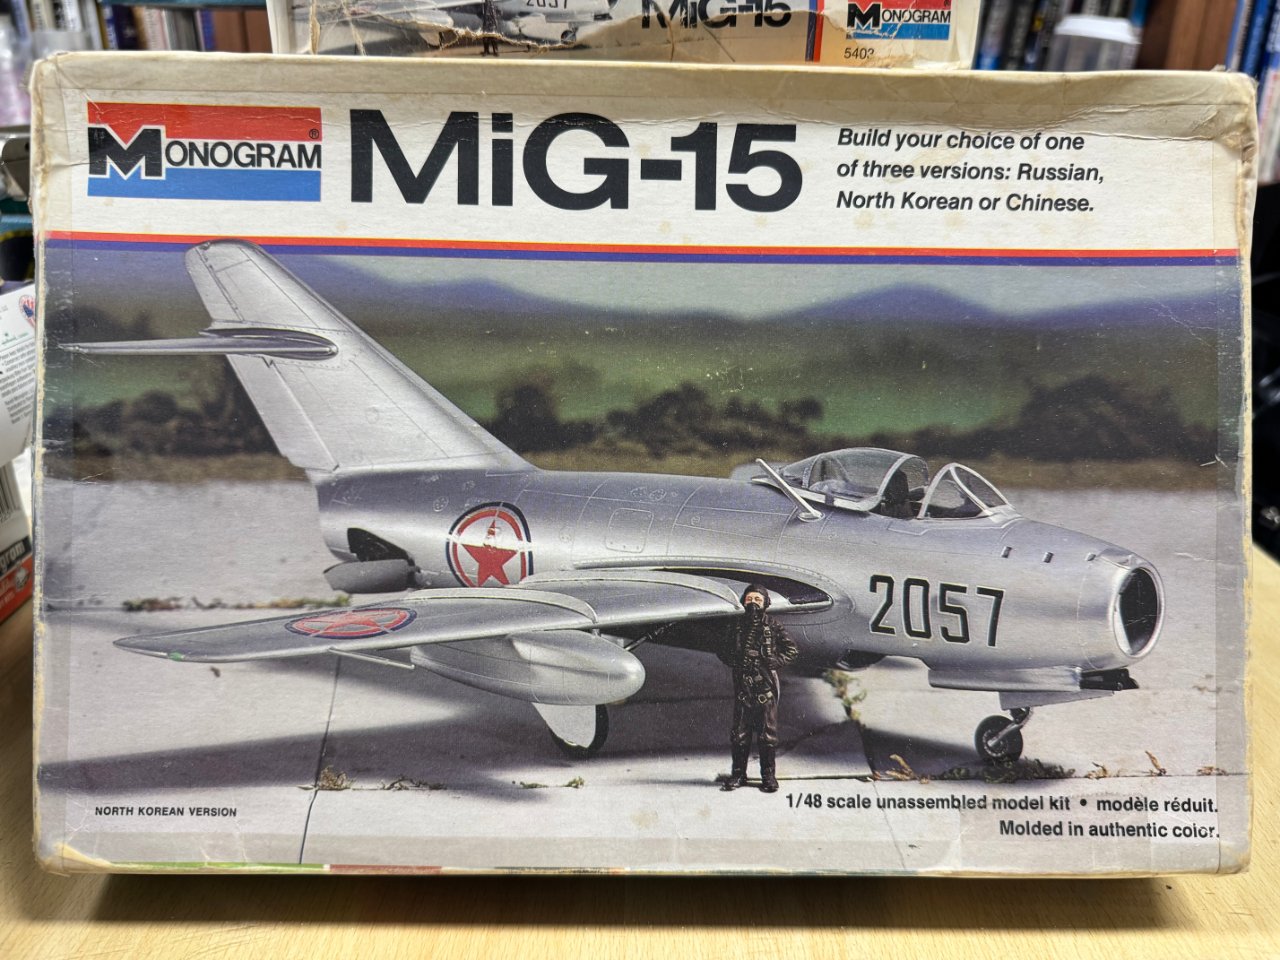 2057
MiG-15
MONOGRAM
5403
MONOGRAM®
MiG-15
Build your choice of one
of three versions: Russian,
North Korean or Chinese.
2057
NORTH KOREAN VERSION
1/48 scale unassembled model kit • modèle réduit.
Molded in authentic color.